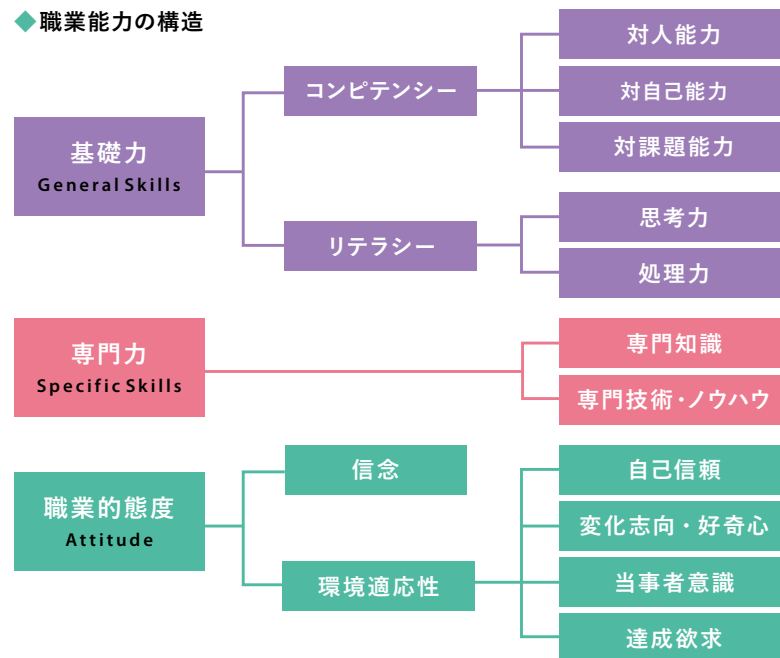 ◆職業能力の構造
基礎力
General Skills
コンピテンシー
対人能力
対自己能力
対課題能力
リテラシー
思考力
処理力
専門力
Specific Skills
専門知識
専門技術・ノウハウ
職業的態度
Attitude
信念
環境適応性
自己信頼
変化志向・好奇心
当事者意識
達成欲求